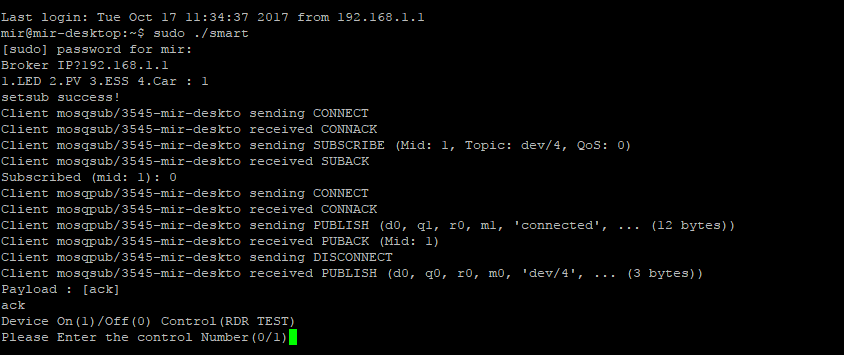 Last login: Tue Oct 17 11:34:37 2017 from 192.168.1.1
mir@mir-desktop:~$ sudo ./smart
[sudo] password for mir:
Broker IP?192.168.1.1
1.LED 2.PV 3.ESS 4.Car : 1
setsub success!
Client mosqsub/3545-mir-deskto sending CONNECT
Client mosqsub/3545-mir-deskto received CONNACK
Client mosqsub/3545-mir-deskto sending SUBSCRIBE (Mid: 1, Topic: dev/4, QoS: 0)
Client mosqsub/3545-mir-deskto received SUBACK
Subscribed (mid: 1): 0
Client mosqpub/3545-mir-deskto sending CONNECT
Client mosqpub/3545-mir-deskto received CONNACK
Client mosqpub/3545-mir-deskto sending PUBLISH (d0, q1, r0, m1, 'connected', ... (12 bytes))
Client mosqpub/3545-mir-deskto received PUBACK (Mid: 1)
Client mosqpub/3545-mir-deskto sending DISCONNECT
Client mosqsub/3545-mir-deskto received PUBLISH (d0, q0, r0, m0, 'dev/4', ... (3 bytes))
Payload : [ack]
ack
Device On(1)/Off(0) Control(RDR TEST)
Please Enter the control Number(0/1)